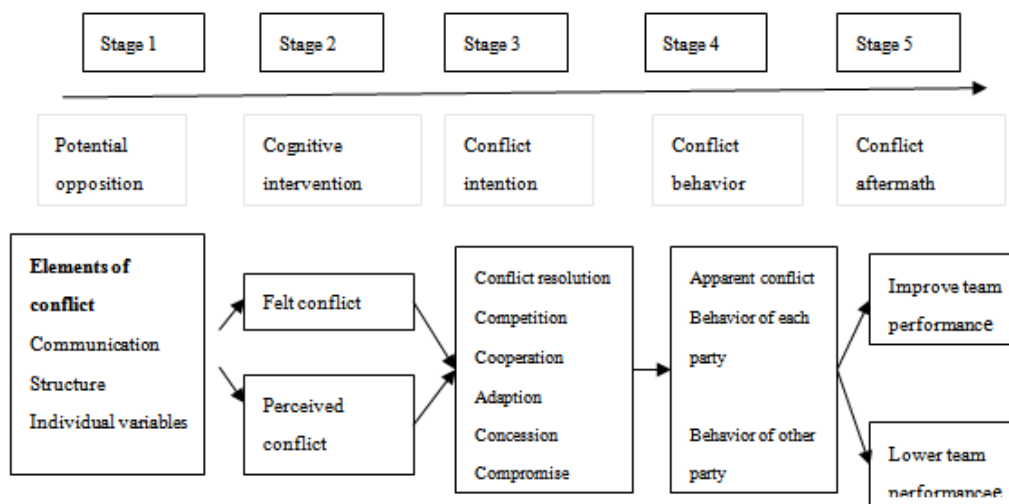 Stage 1
Stage 2
Stage 3
Stage 4
Stage 5
Potential
opposition
Cognitive
intervention
Conflict
intention
Conflict
behavior
Conflict
aftermath
Elements of
conflict
Communication
Structure
Individual variables
Felt conflict
Perceived
conflict
Conflict resolution
Competition
Cooperation
Adaption
Concession
Compromise
Apparent conflict
Behavior of each
party
Behavior of other
party
Improve team
performance
Lower team
performancee